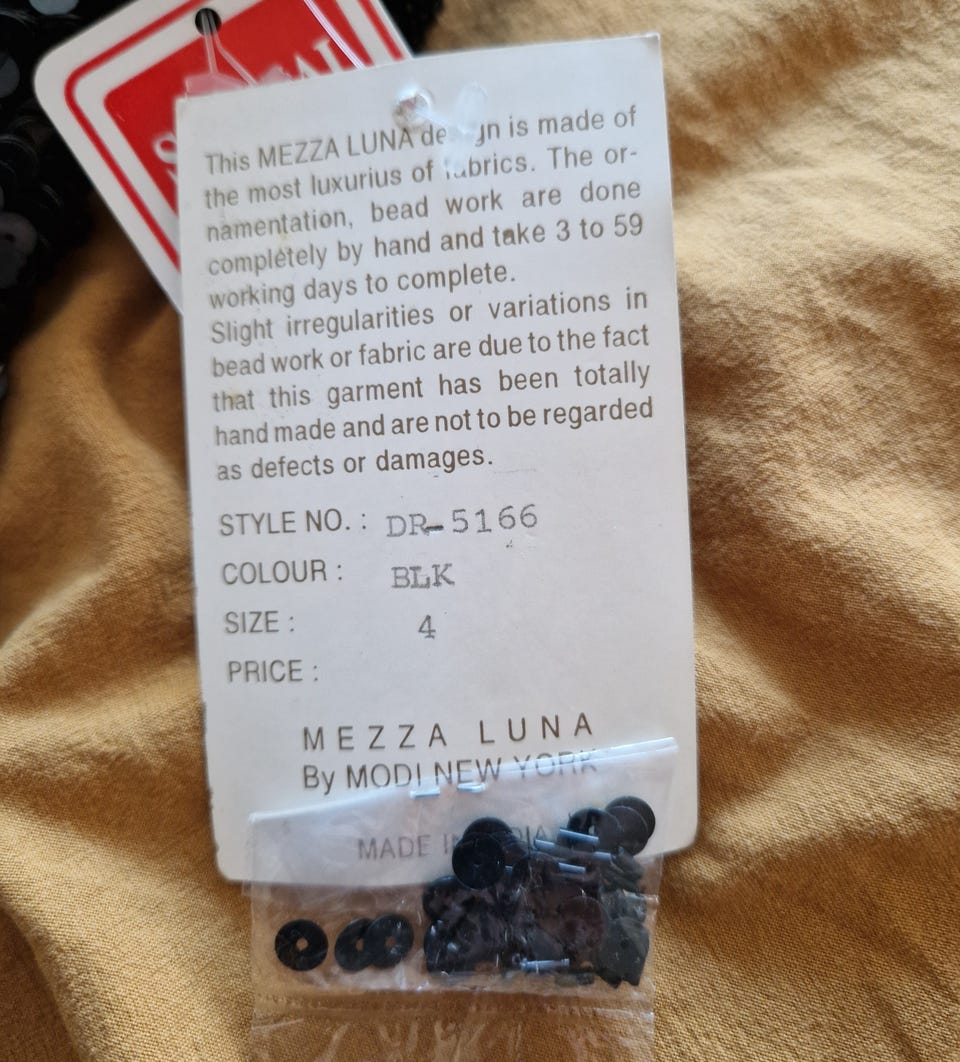 This MEZZA LUNA design is made of
the most luxurius of fabrics. The or-
namentation, bead work are done
completely by hand and take 3 to 59
working days to complete.
Slight irregularities or variations in
bead work or fabric are due to the fact
that this garment has been totally
hand made and are not to be regarded
as defects or damages.
STYLE NO. : DR-5166
COLOUR : BLK
SIZE : 4
PRICE :
MEZZA LUNA
By MODI NEW YORK
MADE IN INDIA